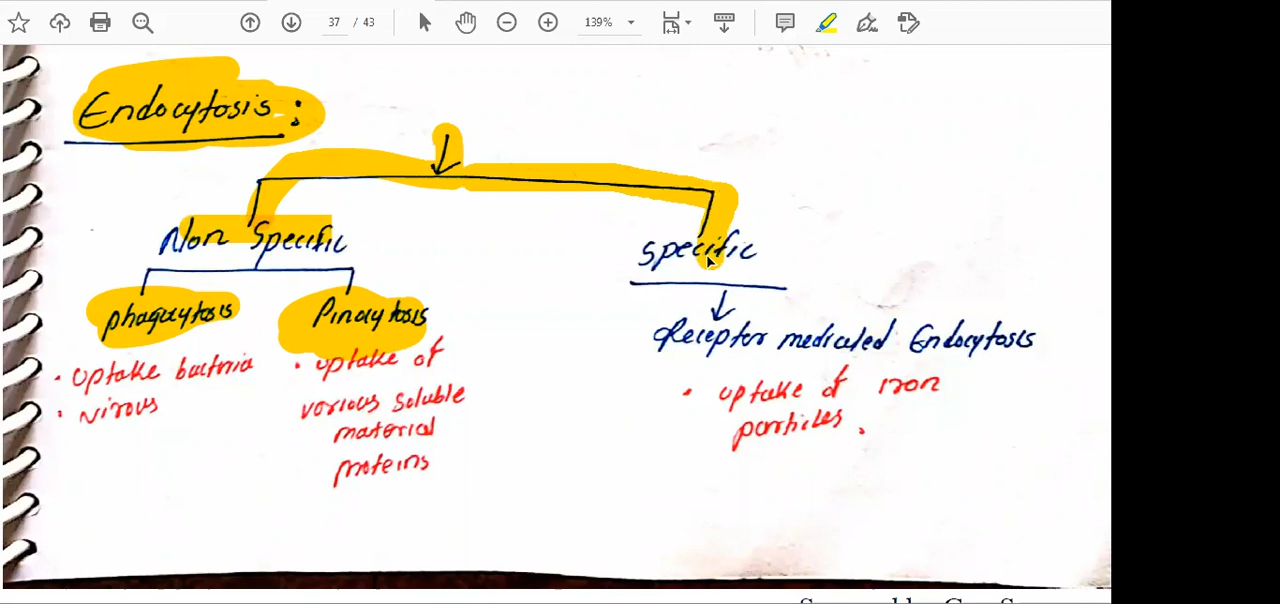 37 / 43
139%
Endocytosis :
Non Specific
specific
phagocytosis
Pinocytosis
Receptor medicated Endocytosis
• uptake bacteria
• virous
• uptake of
various soluble
material
proteins
• uptake of iron
particles.